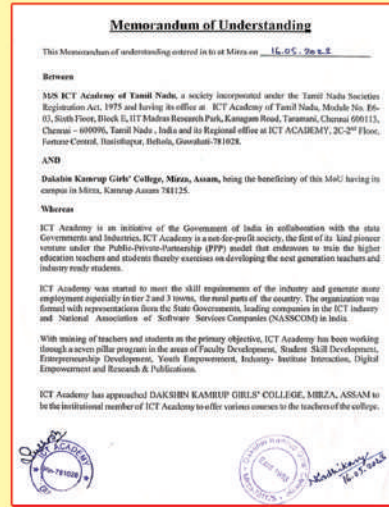 Memorandum of Understanding
This Memorandum of understanding entered in to at Mirza on 16.05.2022
Between
M/S ICT Academy of Tamil Nadu, a society incorporated under the Tamil Nadu Societies
Registration Act, 1975 and having its office at ICT Academy of Tamil Nadu, Module No. E6-
03, Sixth Floor, Block E, IIT Madras Research Park, Kanagam Road, Taramani, Chennai 600113,
Chennai – 600096, Tamil Nadu, India and its Regional office at ICT ACADEMY, 2C-2nd Floor,
Fortune Central, Basisthapur, Beltola, Guwahati-781028.
AND
Dakshin Kamrup Girls' College, Mirza, Assam, being the beneficiary of this MoU having its
campus in Mirza, Kamrup Assam 781125.
Whereas
ICT Academy is an initiative of the Government of India in collaboration with the state
Governments and Industries. ICT Academy is a not-for-profit society, the first of its kind pioneer
venture under the Public-Private-Partnership (PPP) model that endeavors to train the higher
education teachers and students thereby exercises on developing the next generation teachers and
industry ready students.
ICT Academy was started to meet the skill requirements of the industry and generate more
employment especially in tier 2 and 3 towns, the rural parts of the country. The organization was
formed with representations from the State Governments, leading companies in the ICT industry
and National Association of Software Services Companies (NASSCOM) in India.
With training of teachers and students as the primary objective, ICT Academy has been working
through a seven pillar program in the areas of Faculty Development, Student Skill Development,
Entrepreneurship Development, Youth Empowerment, Industry- Institute Interaction, Digital
Empowerment and Research & Publications.
ICT Academy has approached DAKSHIN KAMRUP GIRLS' COLLEGE, MIRZA, ASSAM to
be the institutional member of ICT Academy to offer various courses to the teachers of the college.
ICT ACADEMY
Pin-781028
Dakshin Kamrup Girls'
16.05.2022